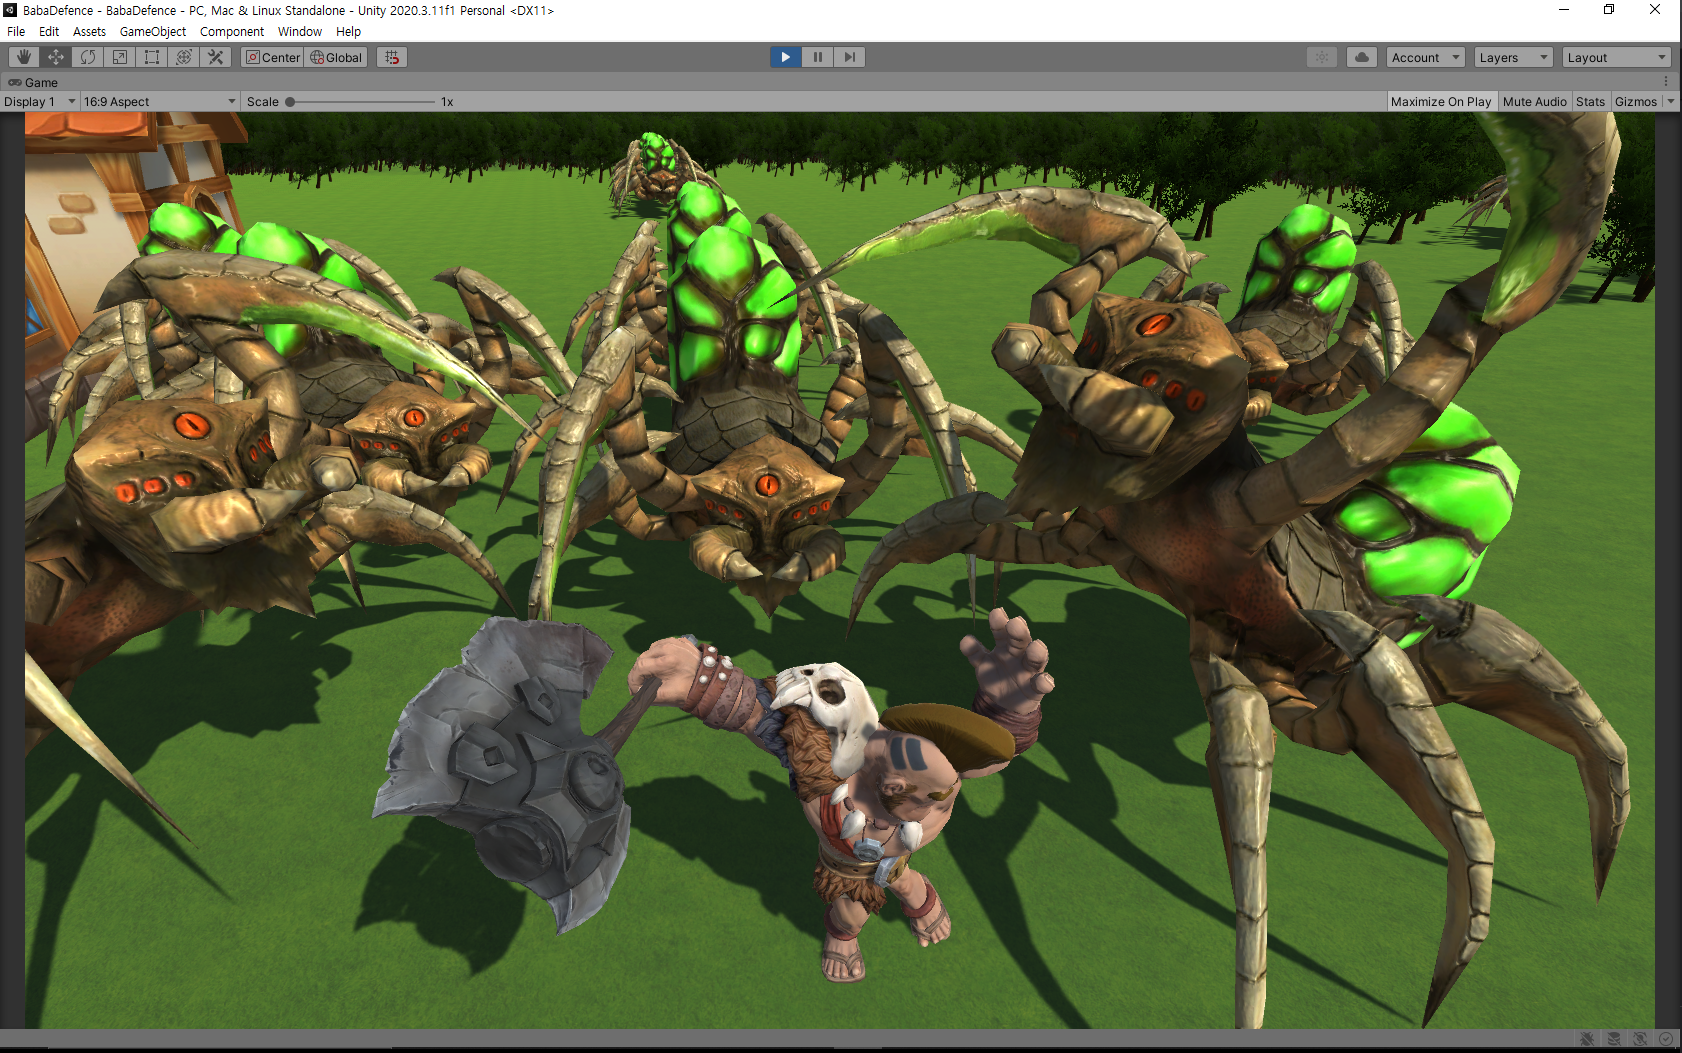 BabaDefence - BabaDefence - PC, Mac & Linux Standalone - Unity 2020.3.11f1 Personal <DX11>
File Edit Assets GameObject Component Window Help
Center Global Account Layers Layout
Game
Display 1 16:9 Aspect Scale 1x Maximize On Play Mute Audio Stats Gizmos